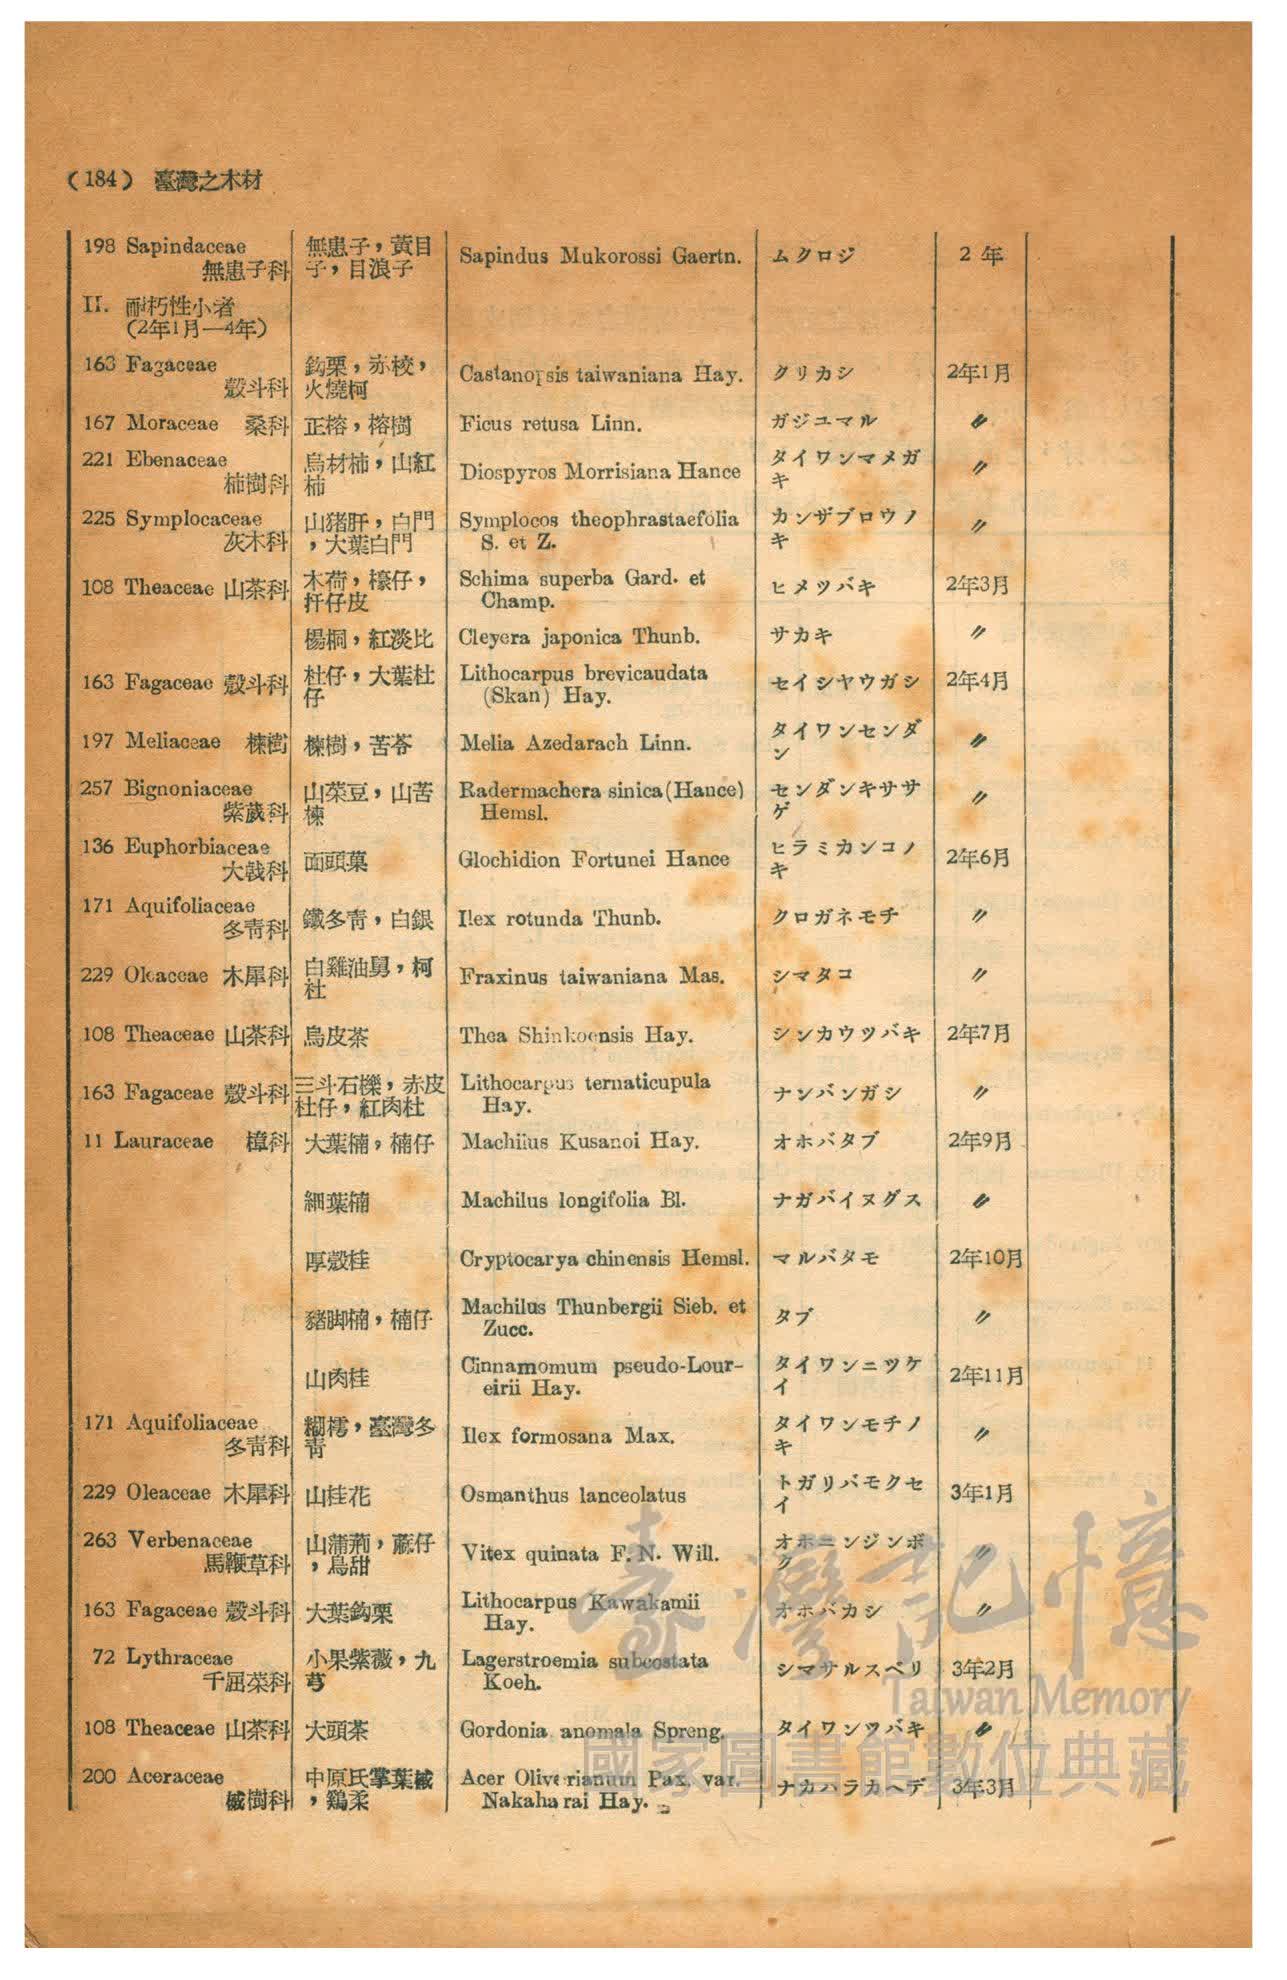 (184) 臺灣之木材
198 Sapindaceae
無患子科
無患子，黃目
子，目浪子
Sapindus Mukorossi Gaertn.
ムクロジ
2 年
II. 耐朽性小者
(2年1月—4年)
163 Fagaceae
殼斗科
鈎栗，赤校，
火燒柯
Castanopsis taiwaniana Hay.
クリカシ
2年1月
167 Moraceae 桑科
正榕，榕樹
Ficus retusa Linn.
ガジユマル
〃
221 Ebenaceae
柿樹科
烏材柿，山紅
柿
Diospyros Morrisiana Hance
タイワンマメガ
キ
〃
225 Symplocaceae
灰木科
山猪肝，白門
，大葉白門
Symplocos theophrastaefolia
S. et Z.
カンザブロウノ
キ
〃
108 Theaceae 山茶科
木荷，檺仔，
扞仔皮
Schima superba Gard. et
Champ.
ヒメツバキ
2年3月
楊桐，紅淡比
Cleyera japonica Thunb.
サカキ
〃
163 Fagaceae 殼斗科
杜仔，大葉杜
仔
Lithocarpus brevicaudata
(Skan) Hay.
セイシヤウガシ
2年4月
197 Meliaceae 楝樹
楝樹，苦苓
Melia Azedarach Linn.
タイワンセンダ
ン
〃
257 Bignoniaceae
紫葳科
山菜豆，山苦
楝
Radermachera sinica(Hance)
Hemsl.
センダンキササ
ゲ
〃
136 Euphorbiaceae
大戟科
面頭菓
Glochidion Fortunei Hance
ヒラミカンコノ
キ
2年6月
171 Aquifoliaceae
冬靑科
鐵冬靑，白銀
Ilex rotunda Thunb.
クロガネモチ
〃
229 Oleaceae 木犀科
白雞油舅，柯
杜
Fraxinus taiwaniana Mas.
シマタコ
〃
108 Theaceae 山茶科
烏皮茶
Thea Shinkoensis Hay.
シンカウツバキ
2年7月
163 Fagaceae 殼斗科
三斗石櫟，赤皮
杜仔，紅肉杜
Lithocarpus ternaticupula
Hay.
ナンバンガシ
〃
11 Lauraceae 樟科
大葉楠，楠仔
Machilus Kusanoi Hay.
オホバタブ
2年9月
細葉楠
Machilus longifolia Bl.
ナガバイヌグス
〃
厚殼桂
Cryptocarya chinensis Hemsl.
マルバタモ
2年10月
豬脚楠，楠仔
Machilus Thunbergii Sieb. et
Zucc.
タブ
〃
山肉桂
Cinnamomum pseudo-Lour-
eirii Hay.
タイワンニツケ
イ
2年11月
171 Aquifoliaceae
冬靑科
糊樗，臺灣冬
靑
Ilex formosana Max.
タイワンモチノ
キ
〃
229 Oleaceae 木犀科
山桂花
Osmanthus lanceolatus
トガリバモクセ
イ
3年1月
263 Verbenaceae
馬鞭草科
山蒲荊，蔴仔
，烏甜
Vitex quinata F. N. Will.
オホニンジンボ
ク
〃
163 Fagaceae 殼斗科
大葉鈎栗
Lithocarpus Kawakamii
Hay.
オホバカシ
〃
72 Lythraceae
千屈菜科
小果紫薇，九
芎
Lagerstroemia subcostata
Koeh.
シマサルスベリ
3年2月
108 Theaceae 山茶科
大頭茶
Gordonia anomala Spreng.
タイワンツバキ
〃
200 Aceraceae
槭樹科
中原氏掌葉槭
，鷄柔
Acer Oliverianum Pax. var.
Nakaharai Hay.
ナカハラカヘデ
3年3月
臺灣記憶
Taiwan Memory
國家圖書館數位典藏